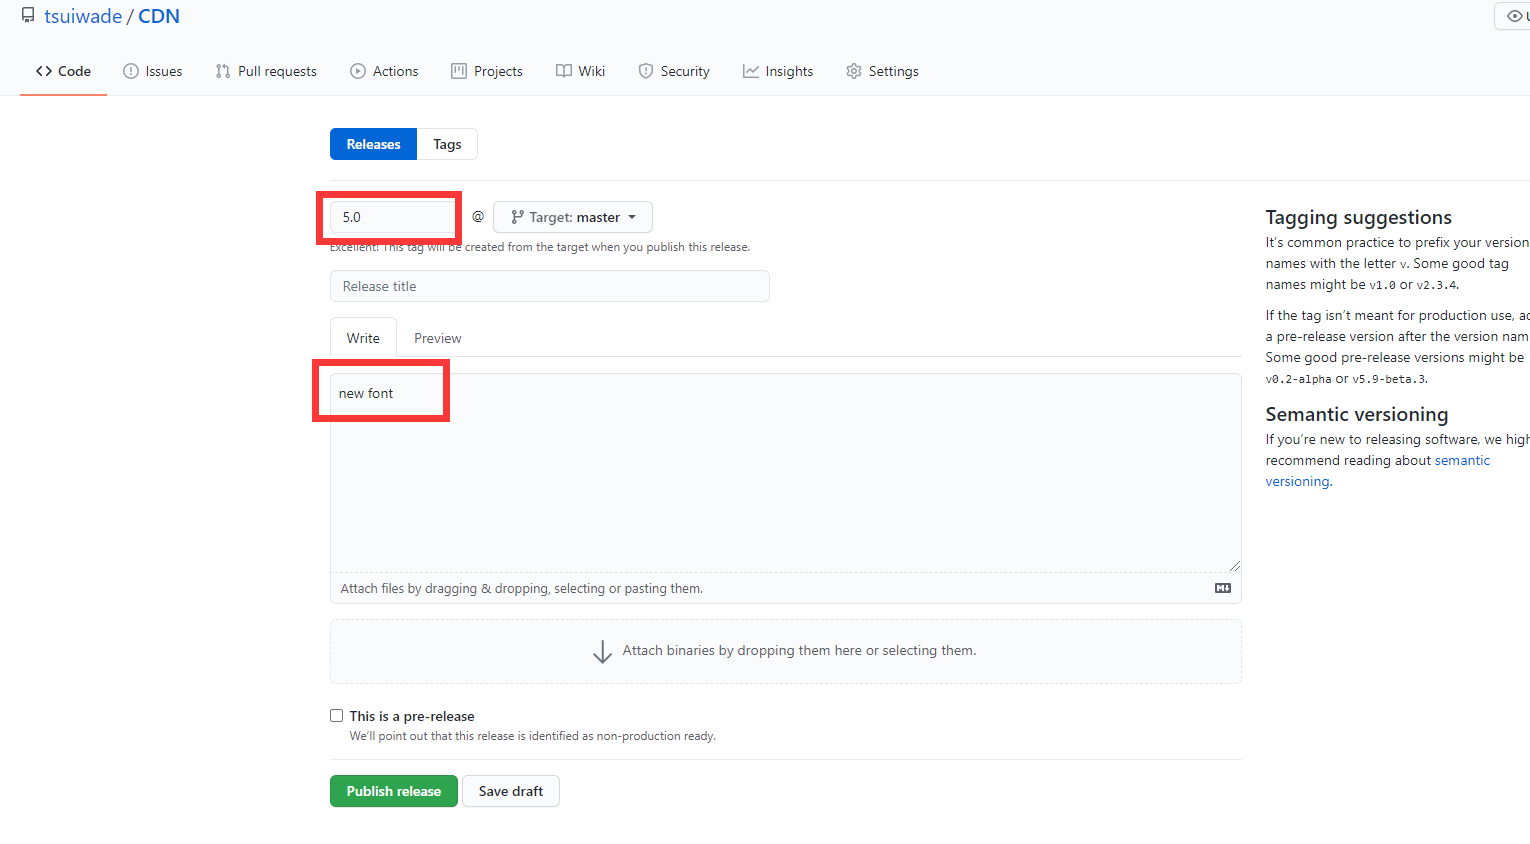 tsuiwade / CDN
Code Issues Pull requests Actions Projects Wiki Security Insights Settings
Releases Tags
5.0 @ Target: master
Excellent! This tag will be created from the target when you publish this release.
Release title
Write Preview
new font
Attach files by dragging & dropping, selecting or pasting them.
Attach binaries by dropping them here or selecting them.
This is a pre-release
We'll point out that this release is identified as non-production ready.
Publish release Save draft
Tagging suggestions
It's common practice to prefix your version
names with the letter v. Some good tag
names might be v1.0 or v2.3.4.
If the tag isn't meant for production use,
a pre-release version after the version
Some good pre-release versions might be
v0.2-alpha or v5.9-beta.3.
Semantic versioning
If you're new to releasing software, we
recommend reading about semantic
versioning.